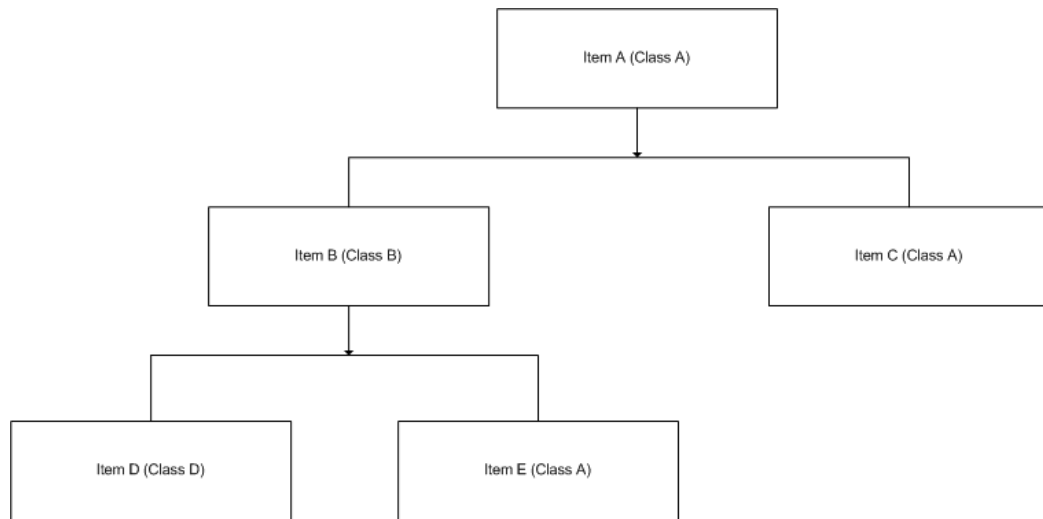 Item A (Class A)
Item B (Class B)
Item C (Class A)
Item D (Class D)
Item E (Class A)